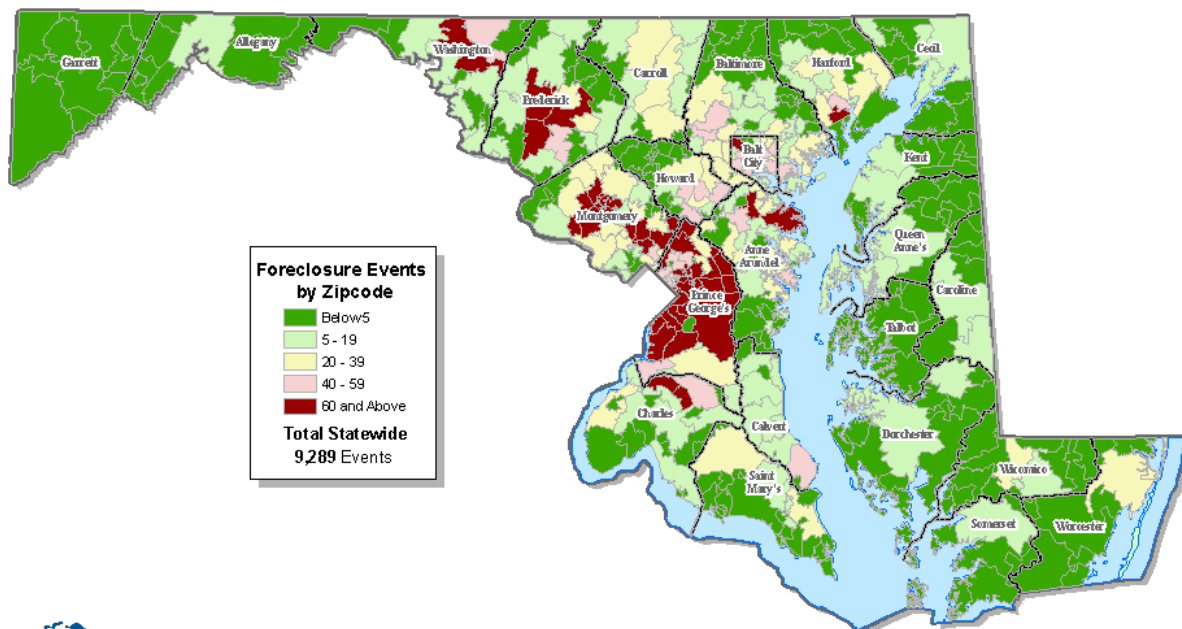 Garrett
Allegany
Washington
Frederick
Carroll
Baltimore
Harford
Cecil
Balt
City
Kent
Howard
Montgomery
Queen
Anne's
Anne
Arundel
Caroline
Prince
George's
Talbot
Charles
Calvert
Dorchester
Saint
Mary's
Wicomico
Somerset
Worcester
Foreclosure Events
by Zipcode
Below 5
5 - 19
20 - 39
40 - 59
60 and Above
Total Statewide
9,289 Events